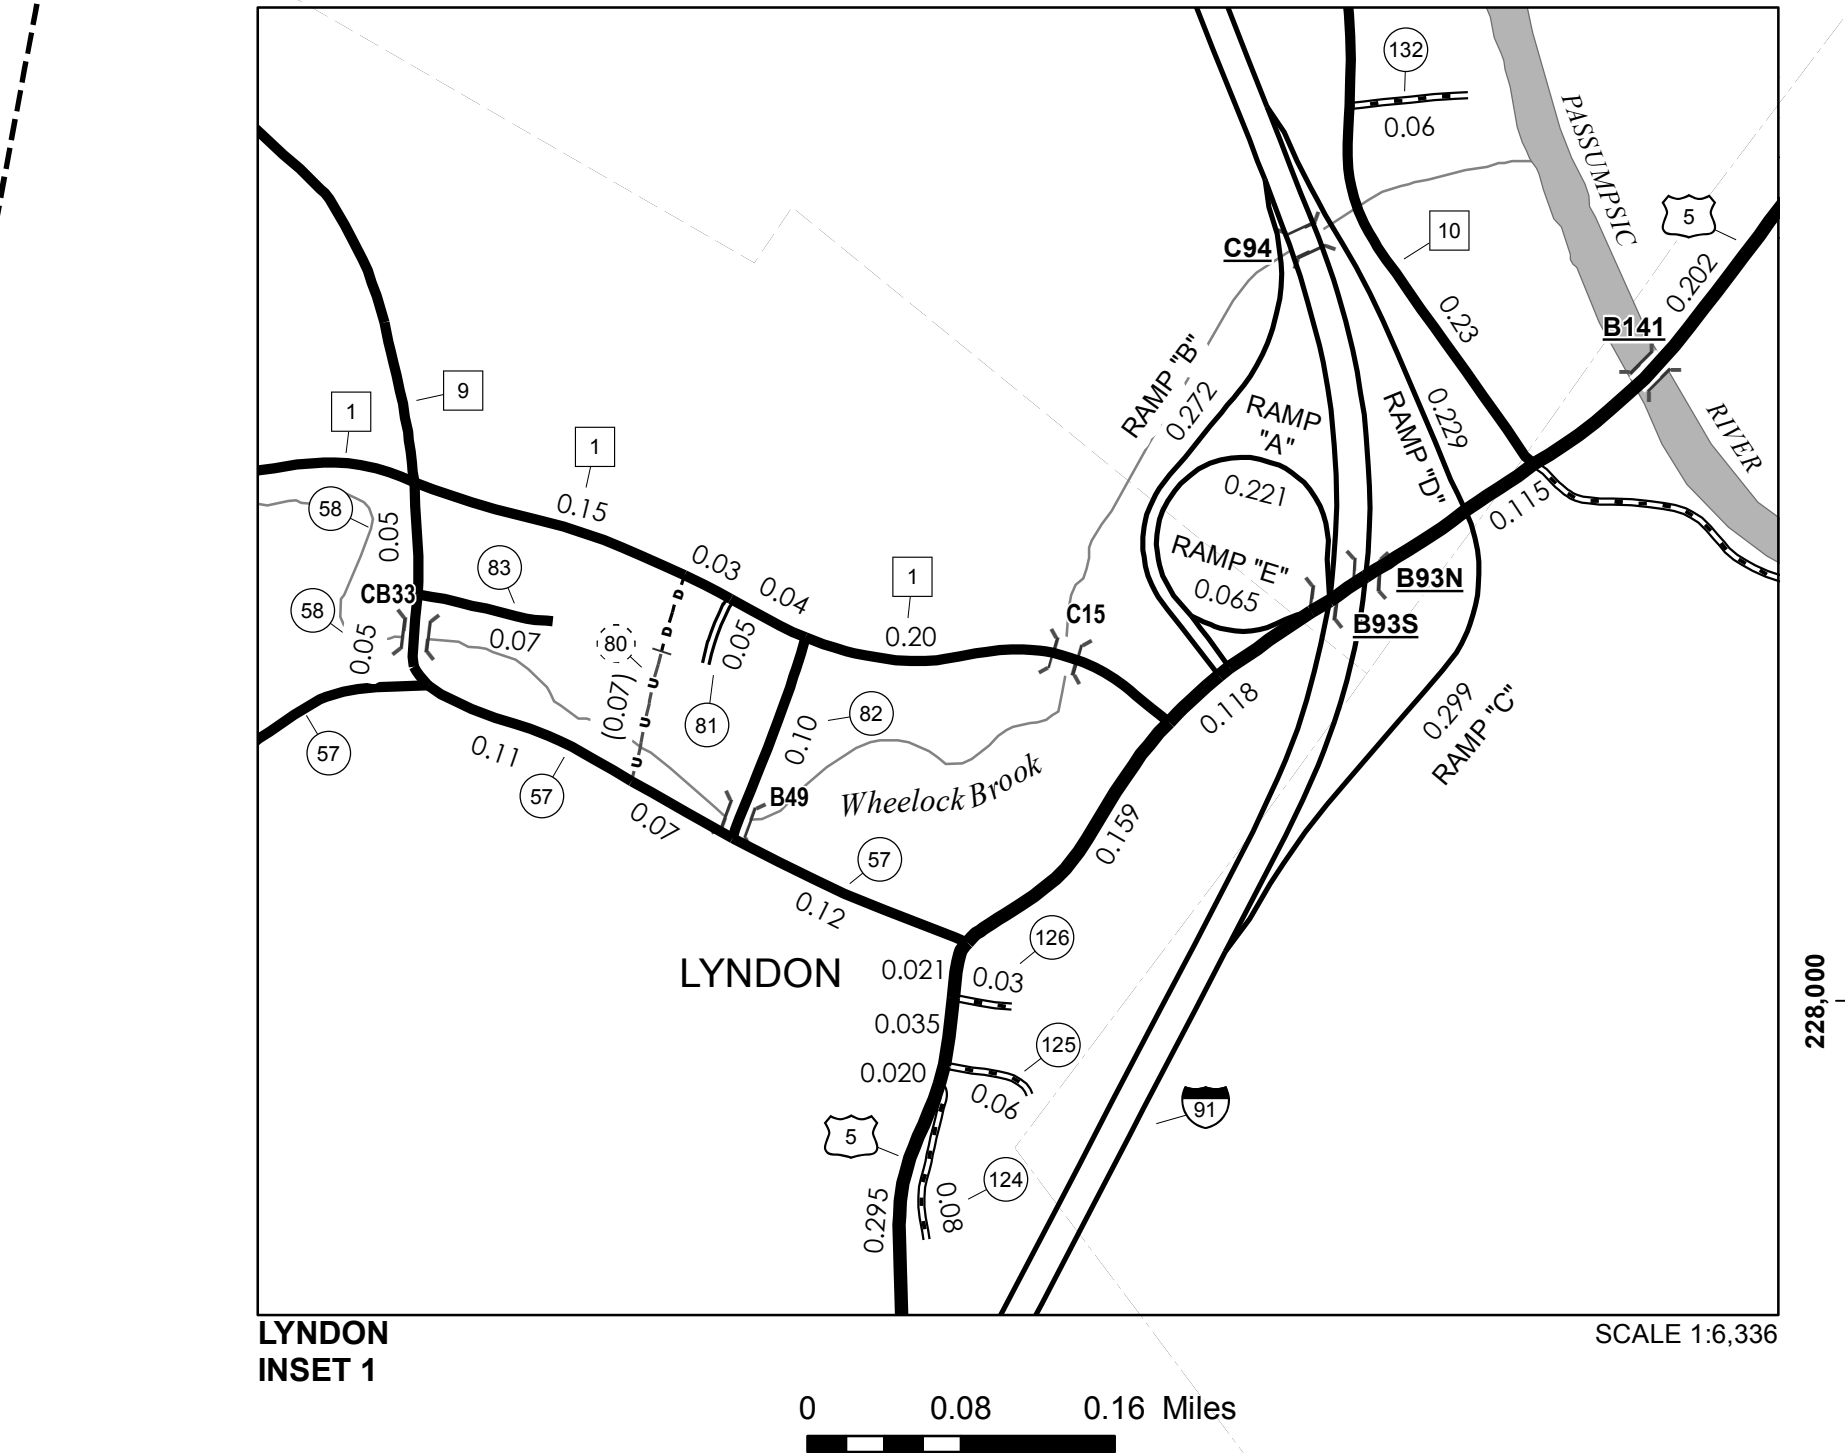 132
0.06
PASSUMPSIC
5
10
C94
0.202
0.23
B141
RAMP "B"
9
0.272
RAMP
"A"
0.229
RAMP "D"
RIVER
1
1
0.221
0.15
58
0.05
0.115
RAMP "E"
0.03
83
0.04
1
B93N
CB33
0.065
58
C15
B93S
0.07
0.05
80
0.05
0.20
D
D
U
U
U
(0.07)
81
82
0.118
0.299
RAMP "C"
57
0.11
0.10
57
B49
Wheelock Brook
0.07
0.159
57
0.12
126
LYNDON
0.021
0.03
0.035
125
0.020
0.06
91
5
124
0.08
0.295
228,000
LYNDON
INSET 1
SCALE 1:6,336
0 0.08 0.16 Miles